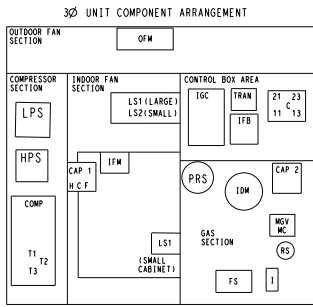 3Ø UNIT COMPONENT ARRANGEMENT
OUTDOOR FAN
SECTION
OFM
COMPRESSOR
SECTION
LPS
HPS
COMP
T1
T2
T3
INDOOR FAN
SECTION
LS1 (LARGE)
LS2 (SMALL)
IFM
CAP 1
H C F
LS1
(SMALL
CABINET)
CONTROL BOX AREA
IGC
TRAN
IFB
21 23
C
11 13
PRS
IDM
CAP 2
MGV
MC
GAS
SECTION
RS
FS
I